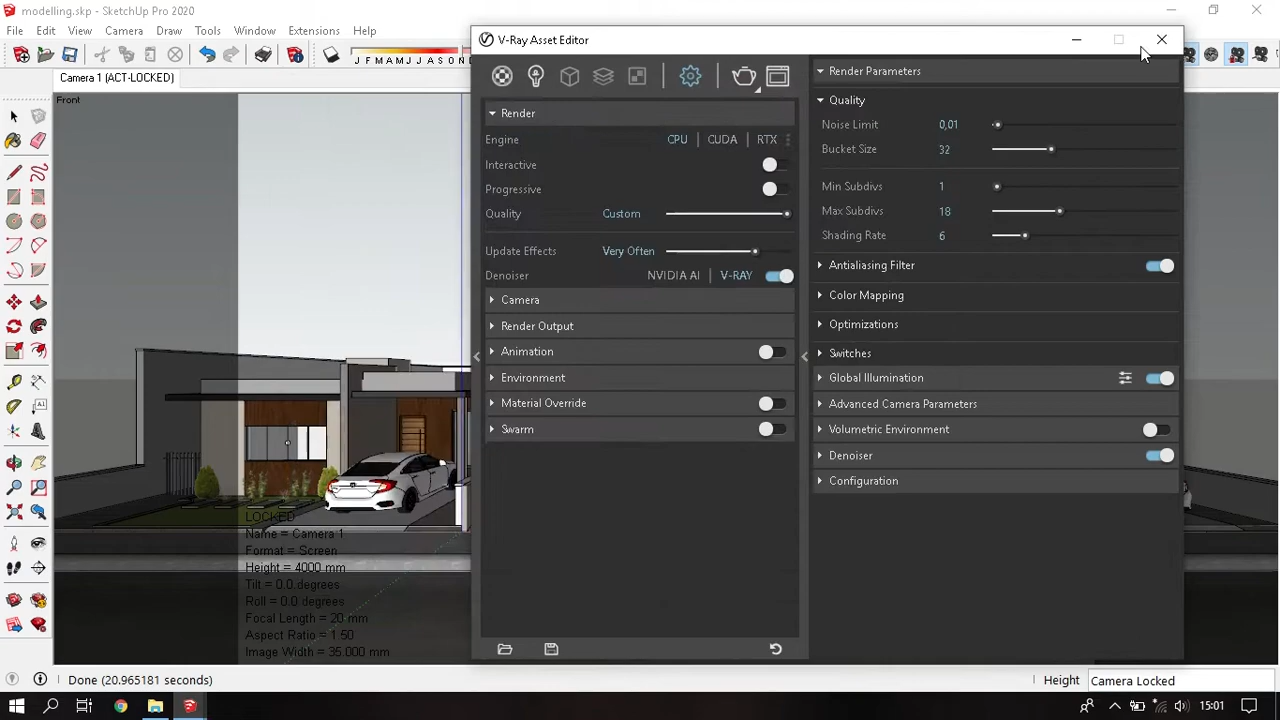 modelling.skp - SketchUp Pro 2020
File Edit View Camera Draw Tools Window Extensions Help
J F M A M J J A S O N D
Camera 1 (ACT-LOCKED)
Front
LOCKED
Name = Camera 1
Format = Screen
Height = 4000 mm
Tilt = 0.0 degrees
Roll = 0.0 degrees
Focal Length = 20 mm
Aspect Ratio = 1.50
Image Width = 35.000 mm
V-Ray Asset Editor
Render
Engine CPU | CUDA | RTX
Interactive
Progressive
Quality Custom
Update Effects Very Often
Denoiser NVIDIA AI | V-RAY
Camera
Render Output
Animation
Environment
Material Override
Swarm
Render Parameters
Quality
Noise Limit 0,01
Bucket Size 32
Min Subdivs 1
Max Subdivs 18
Shading Rate 6
Antialiasing Filter
Color Mapping
Optimizations
Switches
Global Illumination
Advanced Camera Parameters
Volumetric Environment
Denoiser
Configuration
Done (20.965181 seconds)
Height Camera Locked
15:01